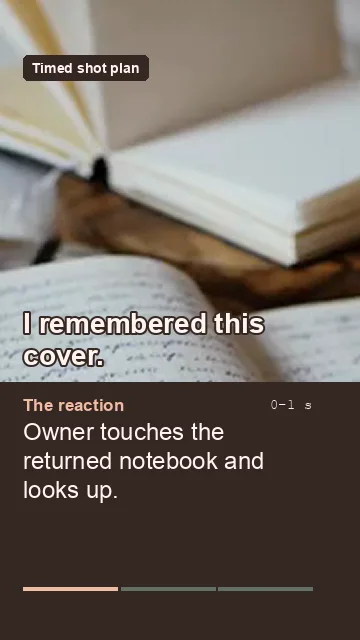 Timed shot plan
I remembered this
cover.
The reaction
0–1 s
Owner touches the
returned notebook and
looks up.